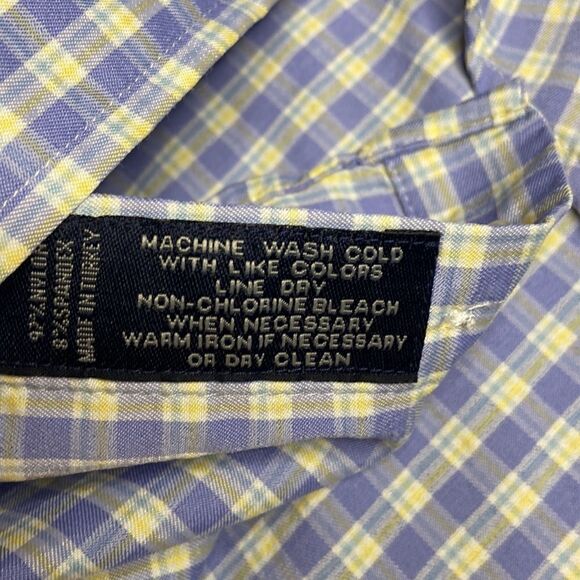 MACHINE WASH COLD
WITH LIKE COLORS
LINE DRY
NON-CHLORINE BLEACH
WHEN NECESSARY
WARM IRON IF NECESSARY
OR DRY CLEAN
8% SPANDEX
MADE IN TURKEY